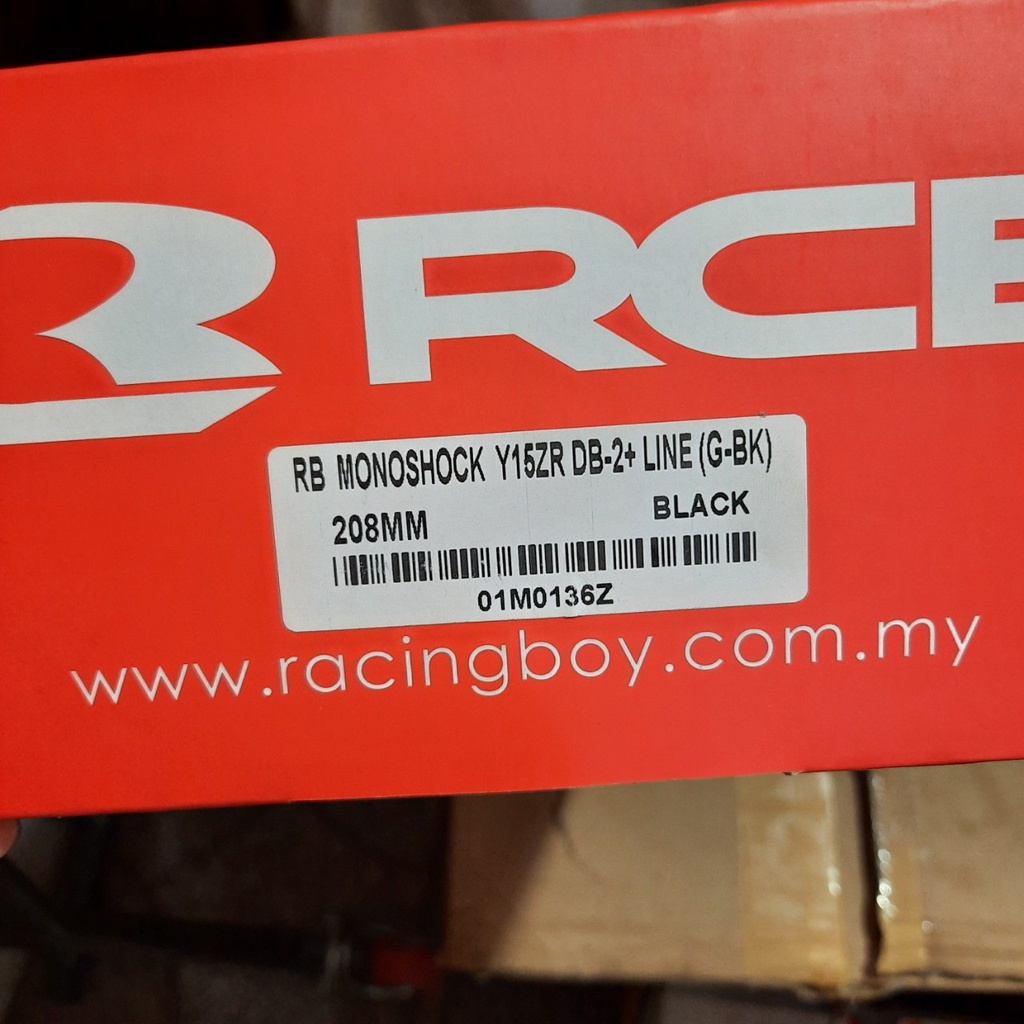 RCB
RB MONOSHOCK Y15ZR DB-2+ LINE (G-BK)
208MM BLACK
01M0136Z
www.racingboy.com.my